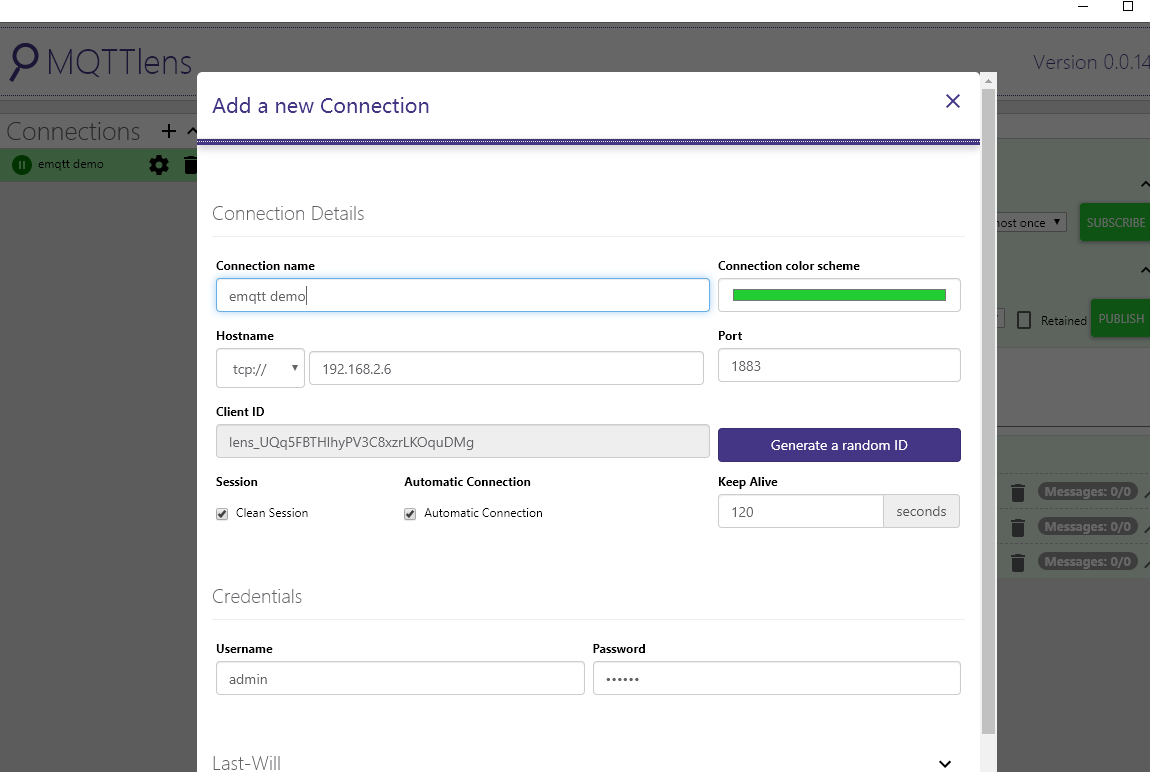 MQTTlens
Version 0.0.14
Connections
emqtt demo
Add a new Connection
Connection Details
Connection name
Connection color scheme
emqtt demo
Hostname
Port
tcp://
192.168.2.6
1883
Client ID
lens_UQq5FBTHlhyPV3C8xzrLKOquDMg
Generate a random ID
Session
Automatic Connection
Keep Alive
Clean Session
Automatic Connection
120
seconds
Credentials
Username
Password
admin
••••••
Last-Will
once
SUBSCRIBE
Retained
PUBLISH
Messages: 0/0
Messages: 0/0
Messages: 0/0